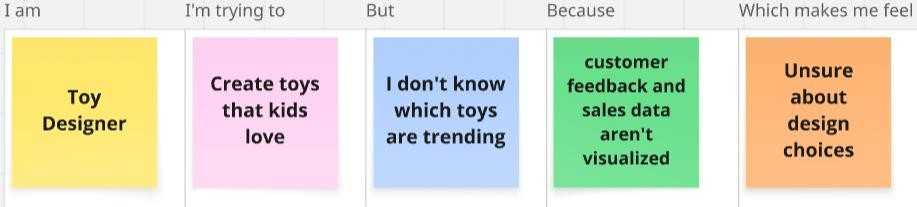 I am
I'm trying to
But
Because
Which makes me feel
Toy
Designer
Create toys
that kids
love
I don't know
which toys
are trending
customer
feedback and
sales data
aren't
visualized
Unsure
about
design
choices